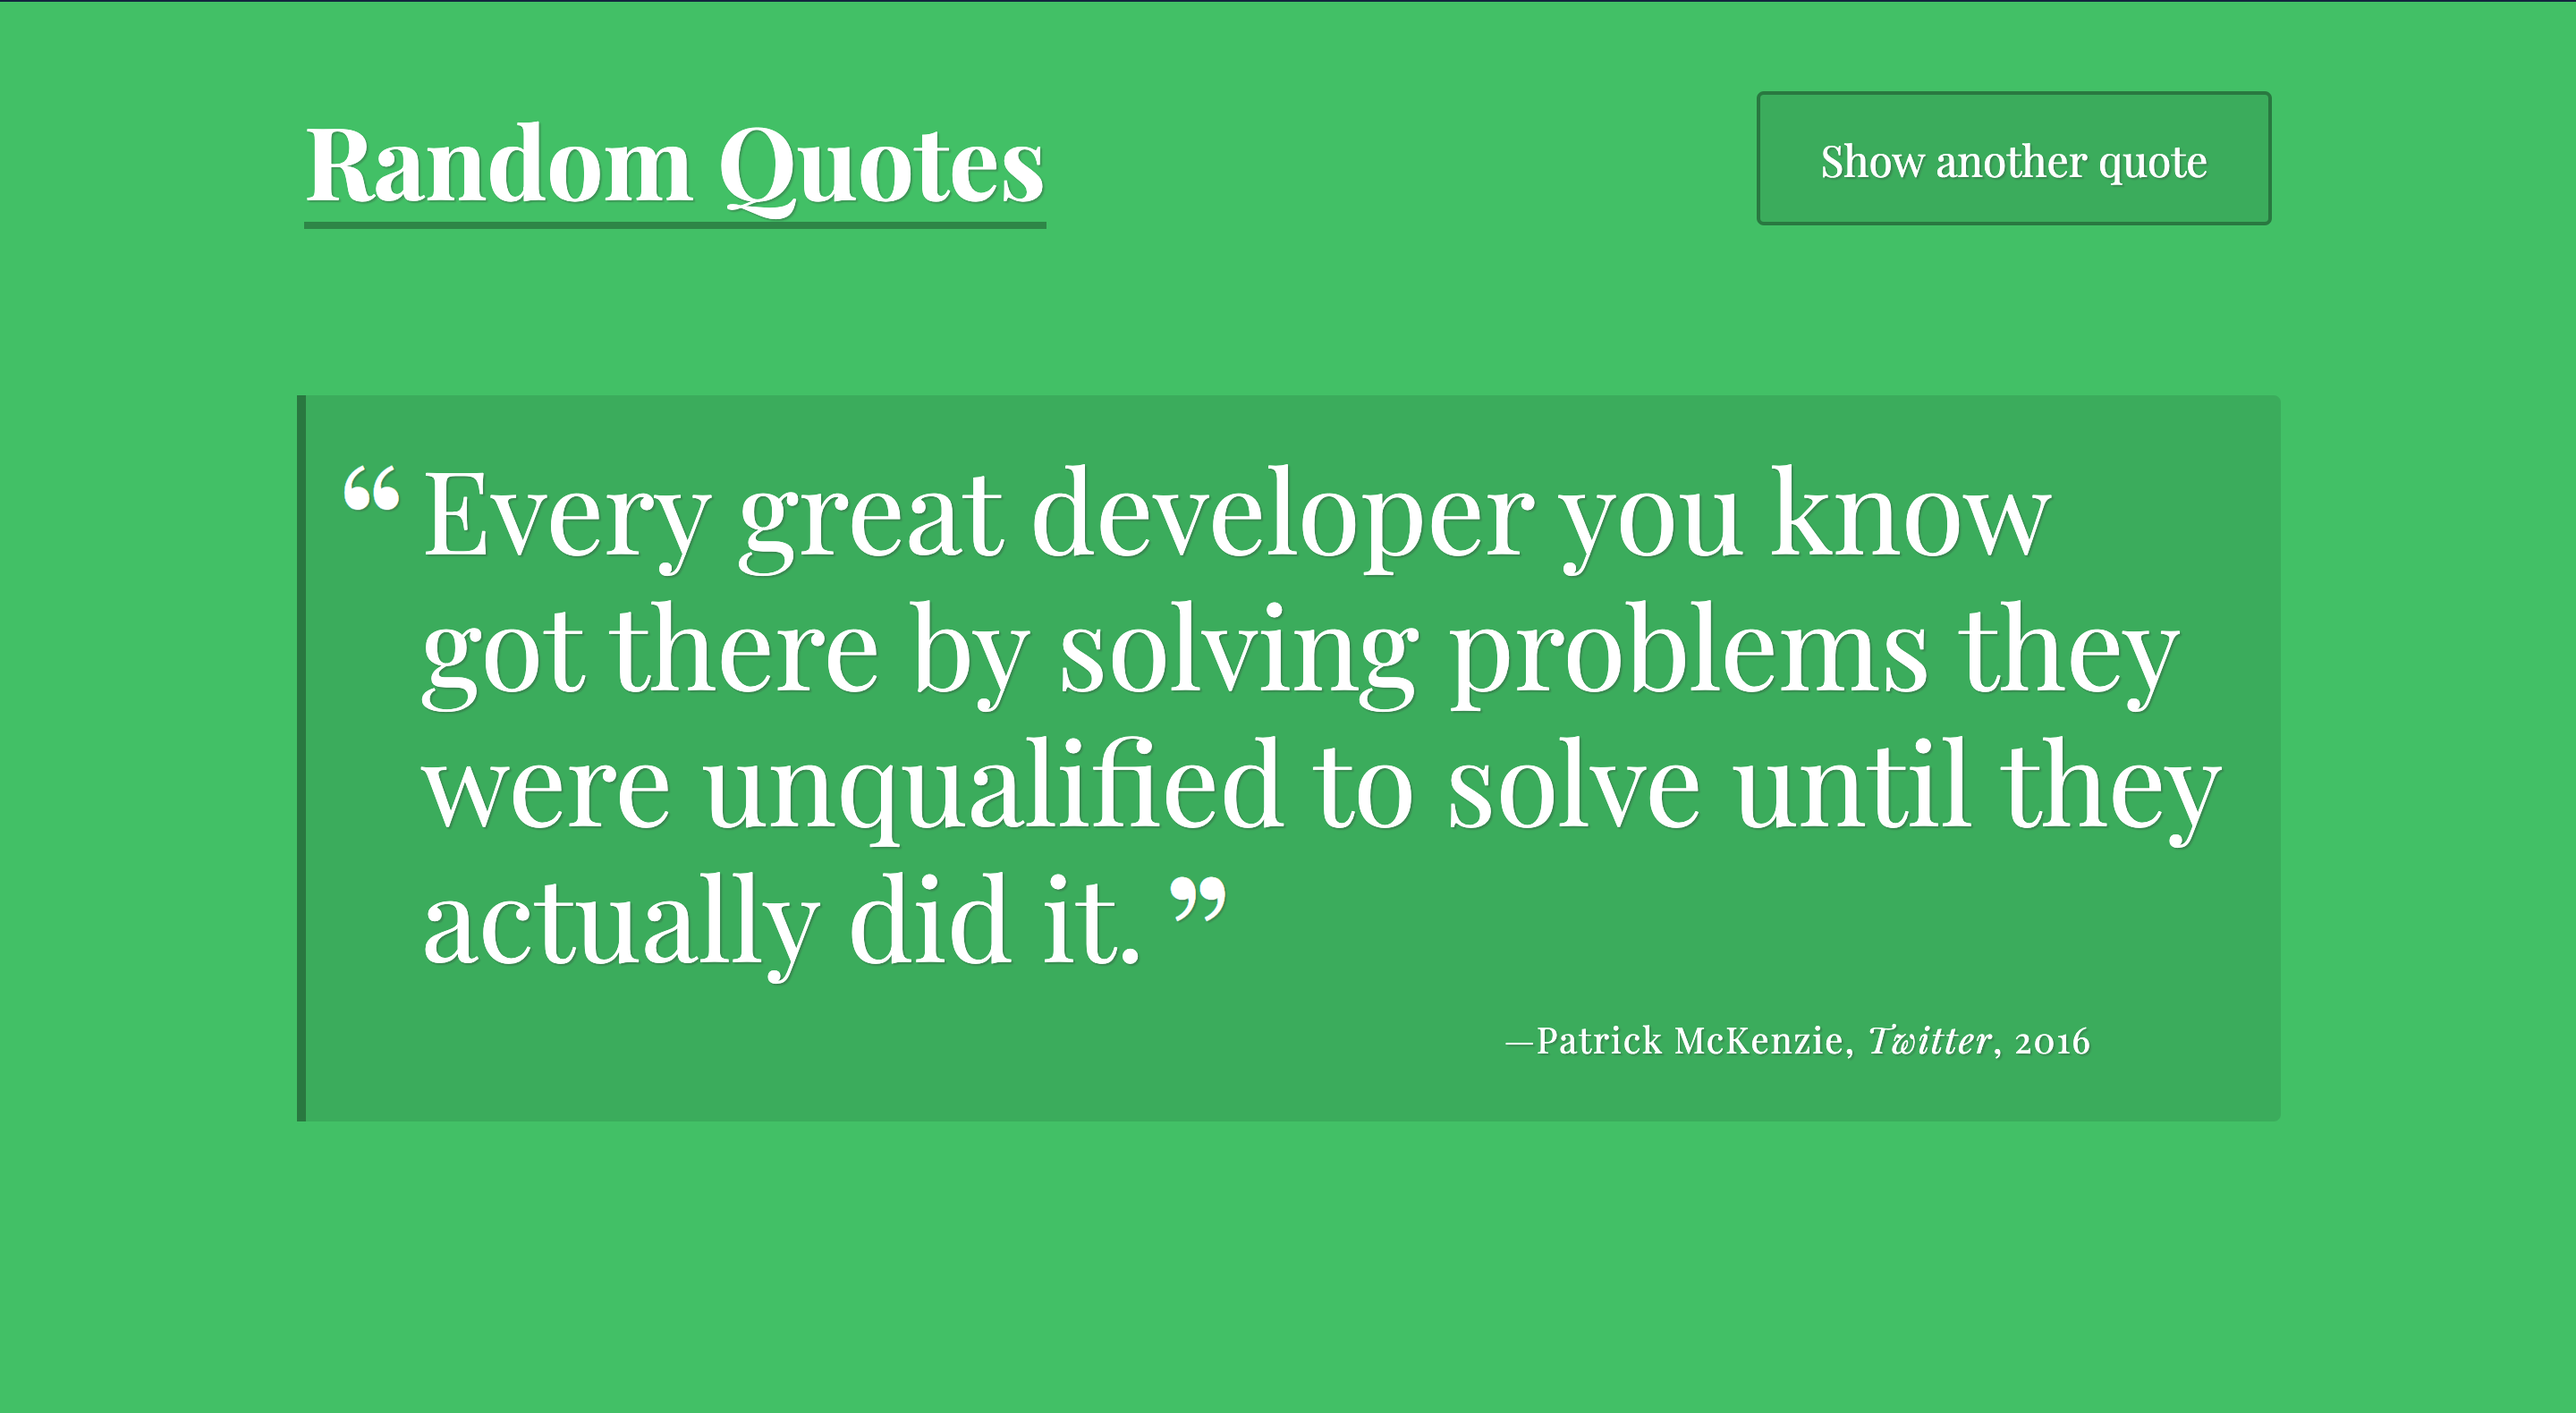 Random Quotes
Show another quote
“Every great developer you know
got there by solving problems they
were unqualified to solve until they
actually did it.”
—Patrick McKenzie, Twitter, 2016